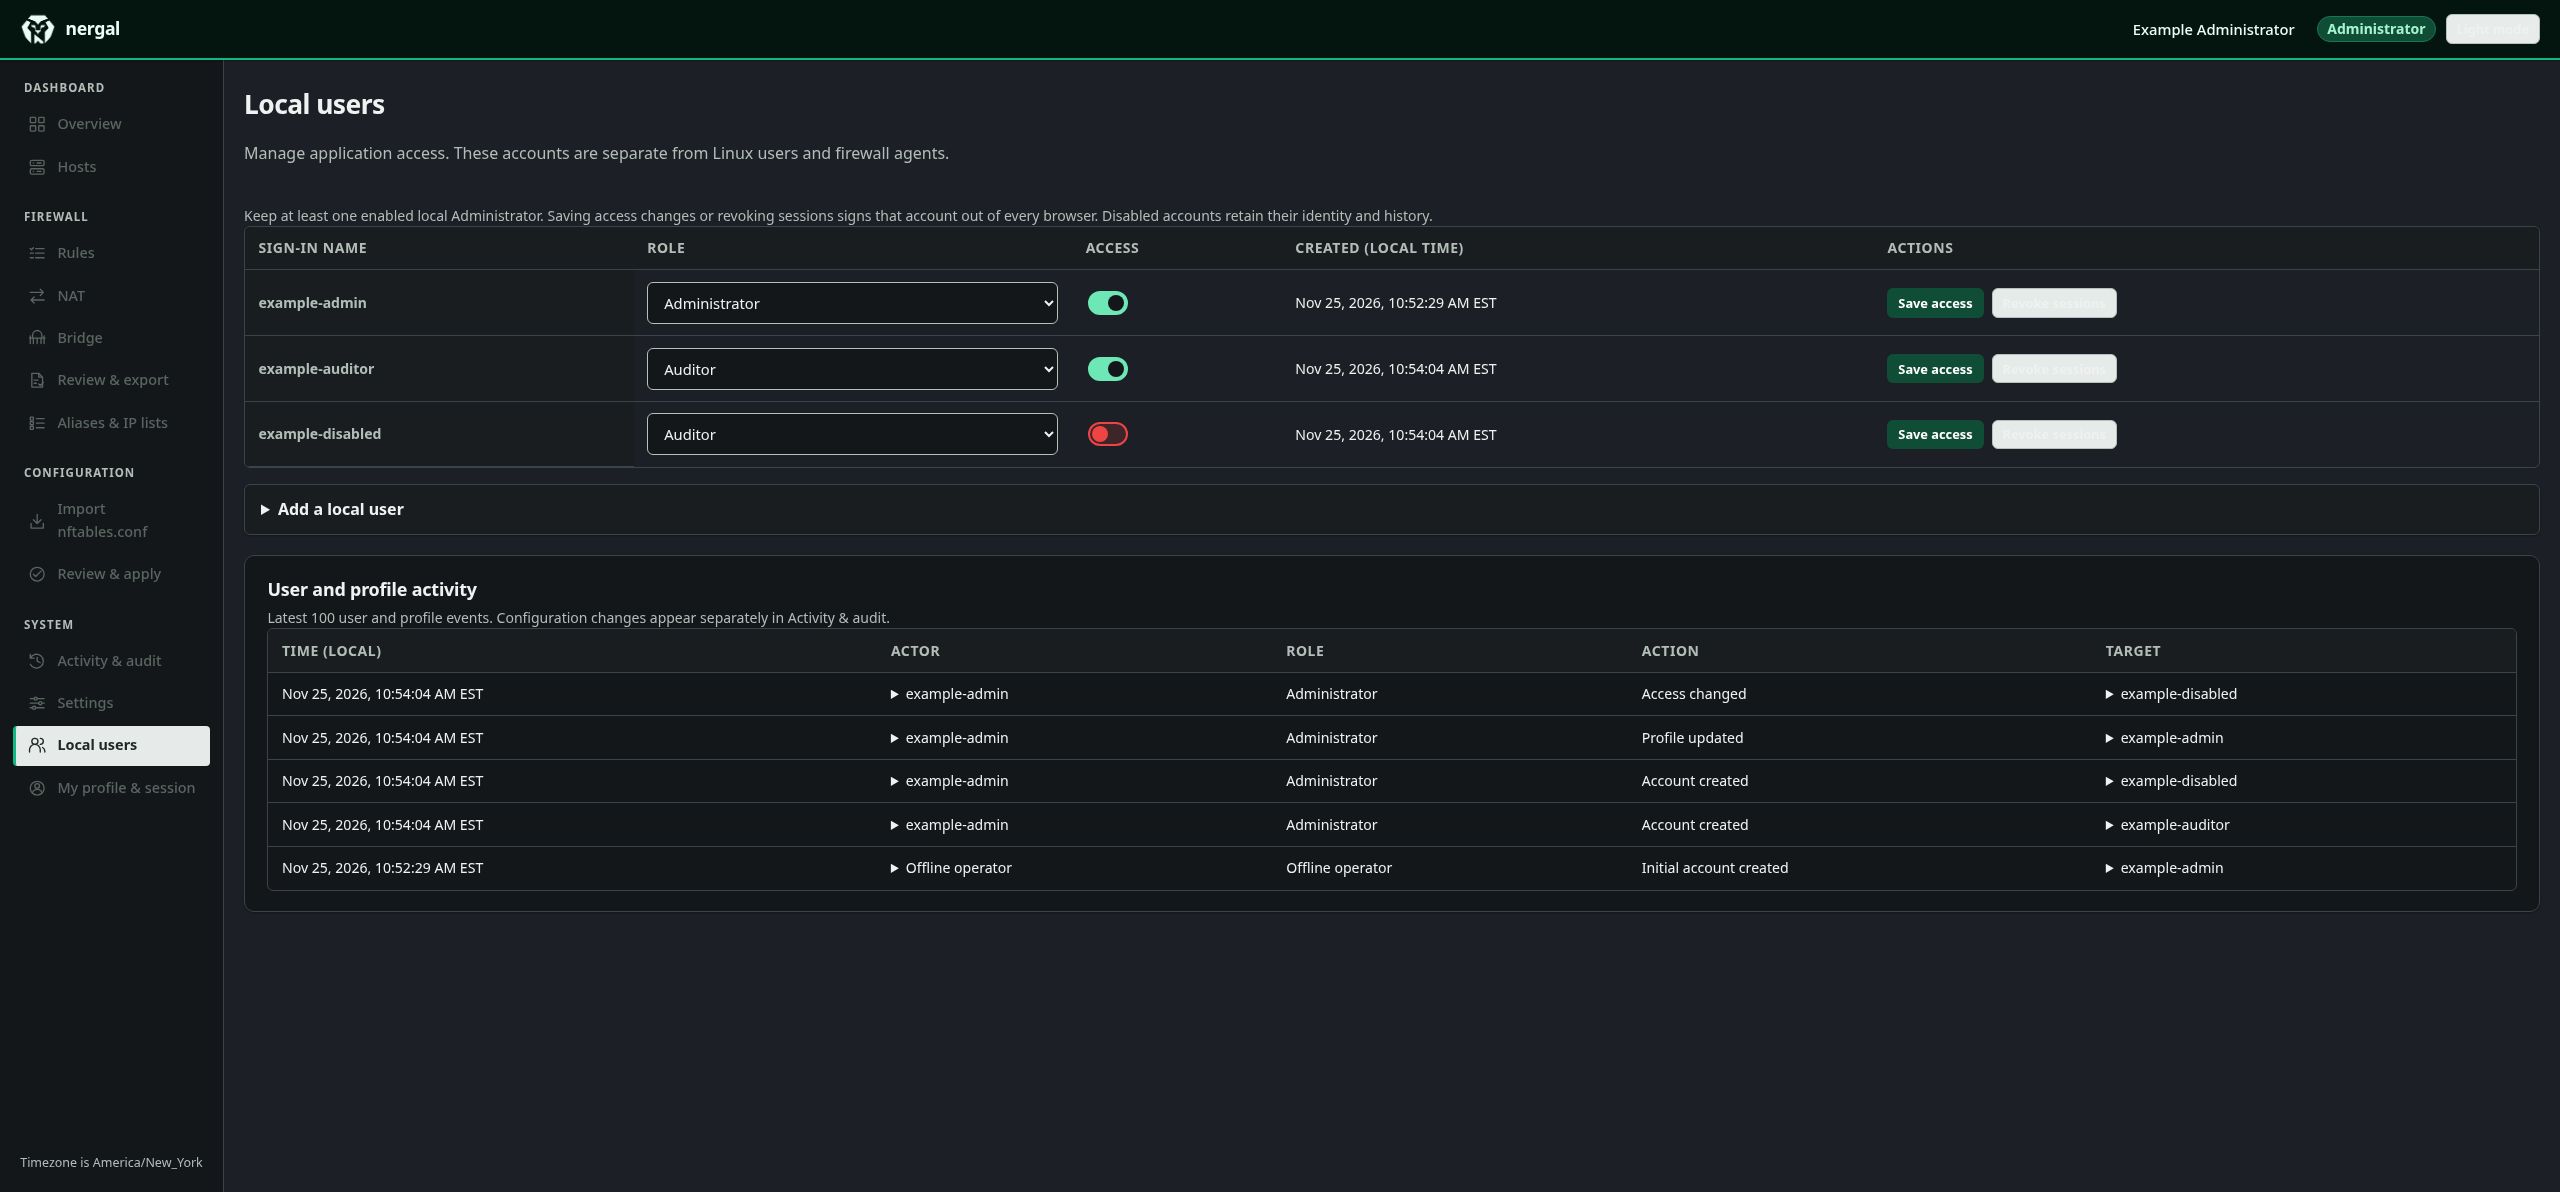 nergal
Example Administrator Administrator Light mode
DASHBOARD
Overview
Hosts
FIREWALL
Rules
NAT
Bridge
Review & export
Aliases & IP lists
CONFIGURATION
Import
nftables.conf
Review & apply
SYSTEM
Activity & audit
Settings
Local users
My profile & session
Timezone is America/New_York
Local users
Manage application access. These accounts are separate from Linux users and firewall agents.
Keep at least one enabled local Administrator. Saving access changes or revoking sessions signs that account out of every browser. Disabled accounts retain their identity and history.
SIGN-IN NAME ROLE ACCESS CREATED (LOCAL TIME) ACTIONS
example-admin Administrator Nov 25, 2026, 10:52:29 AM EST Save access Revoke sessions
example-auditor Auditor Nov 25, 2026, 10:54:04 AM EST Save access Revoke sessions
example-disabled Auditor Nov 25, 2026, 10:54:04 AM EST Save access Revoke sessions
Add a local user
User and profile activity
Latest 100 user and profile events. Configuration changes appear separately in Activity & audit.
TIME (LOCAL) ACTOR ROLE ACTION TARGET
Nov 25, 2026, 10:54:04 AM EST example-admin Administrator Access changed example-disabled
Nov 25, 2026, 10:54:04 AM EST example-admin Administrator Profile updated example-admin
Nov 25, 2026, 10:54:04 AM EST example-admin Administrator Account created example-disabled
Nov 25, 2026, 10:54:04 AM EST example-admin Administrator Account created example-auditor
Nov 25, 2026, 10:52:29 AM EST Offline operator Offline operator Initial account created example-admin